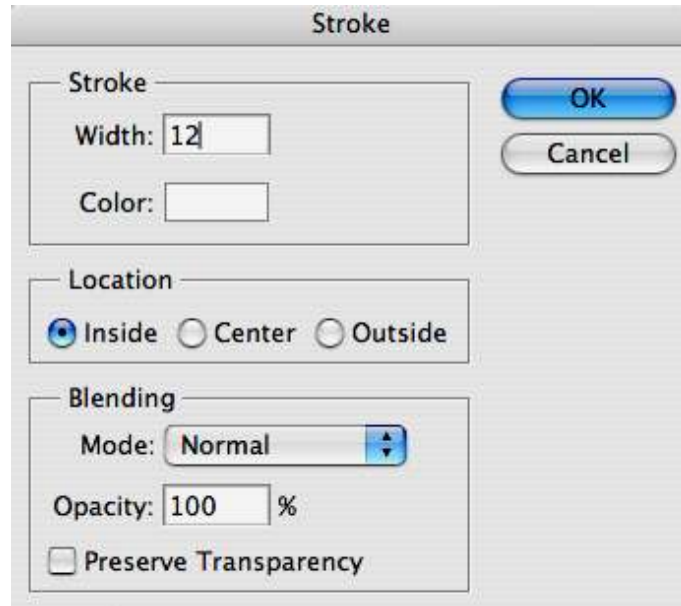 Stroke
Stroke
Width: 12
Color:
OK
Cancel
Location
Inside Center Outside
Blending
Mode: Normal
Opacity: 100 %
Preserve Transparency